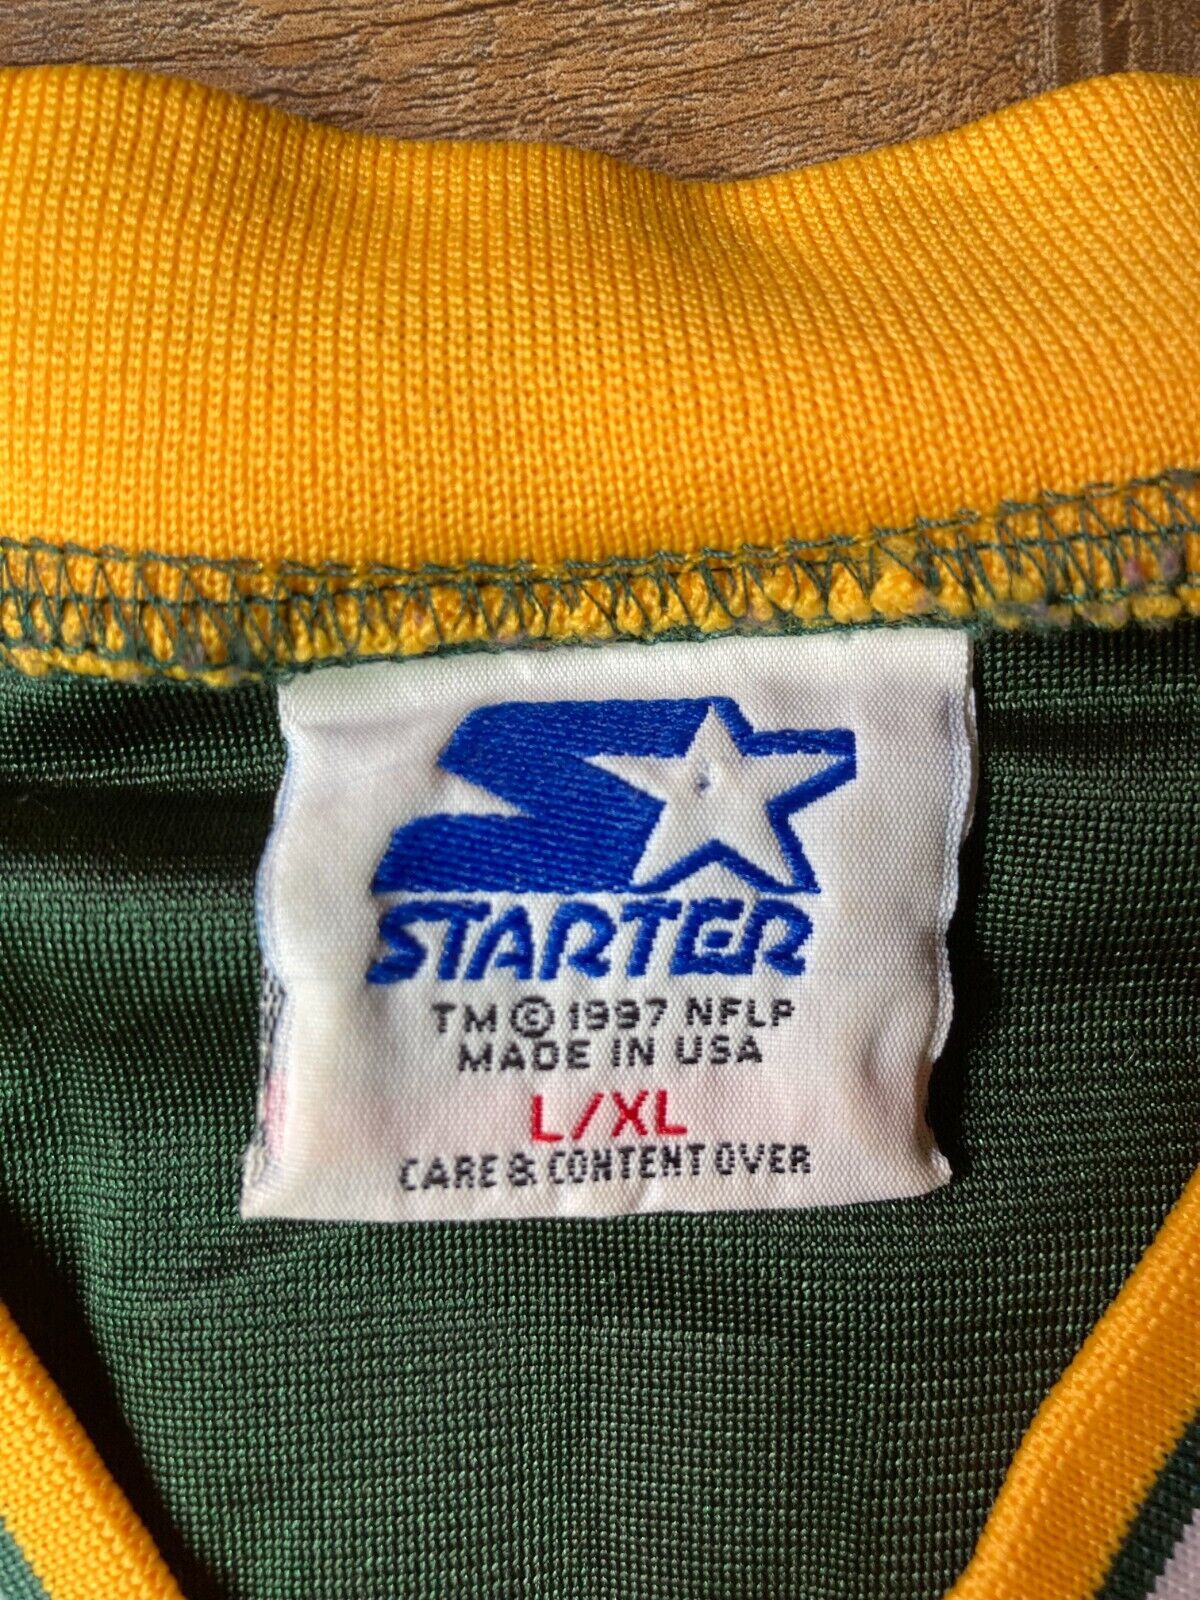 STARTER
TM © 1997 NFLP
MADE IN USA
L/XL
CARE & CONTENT OVER